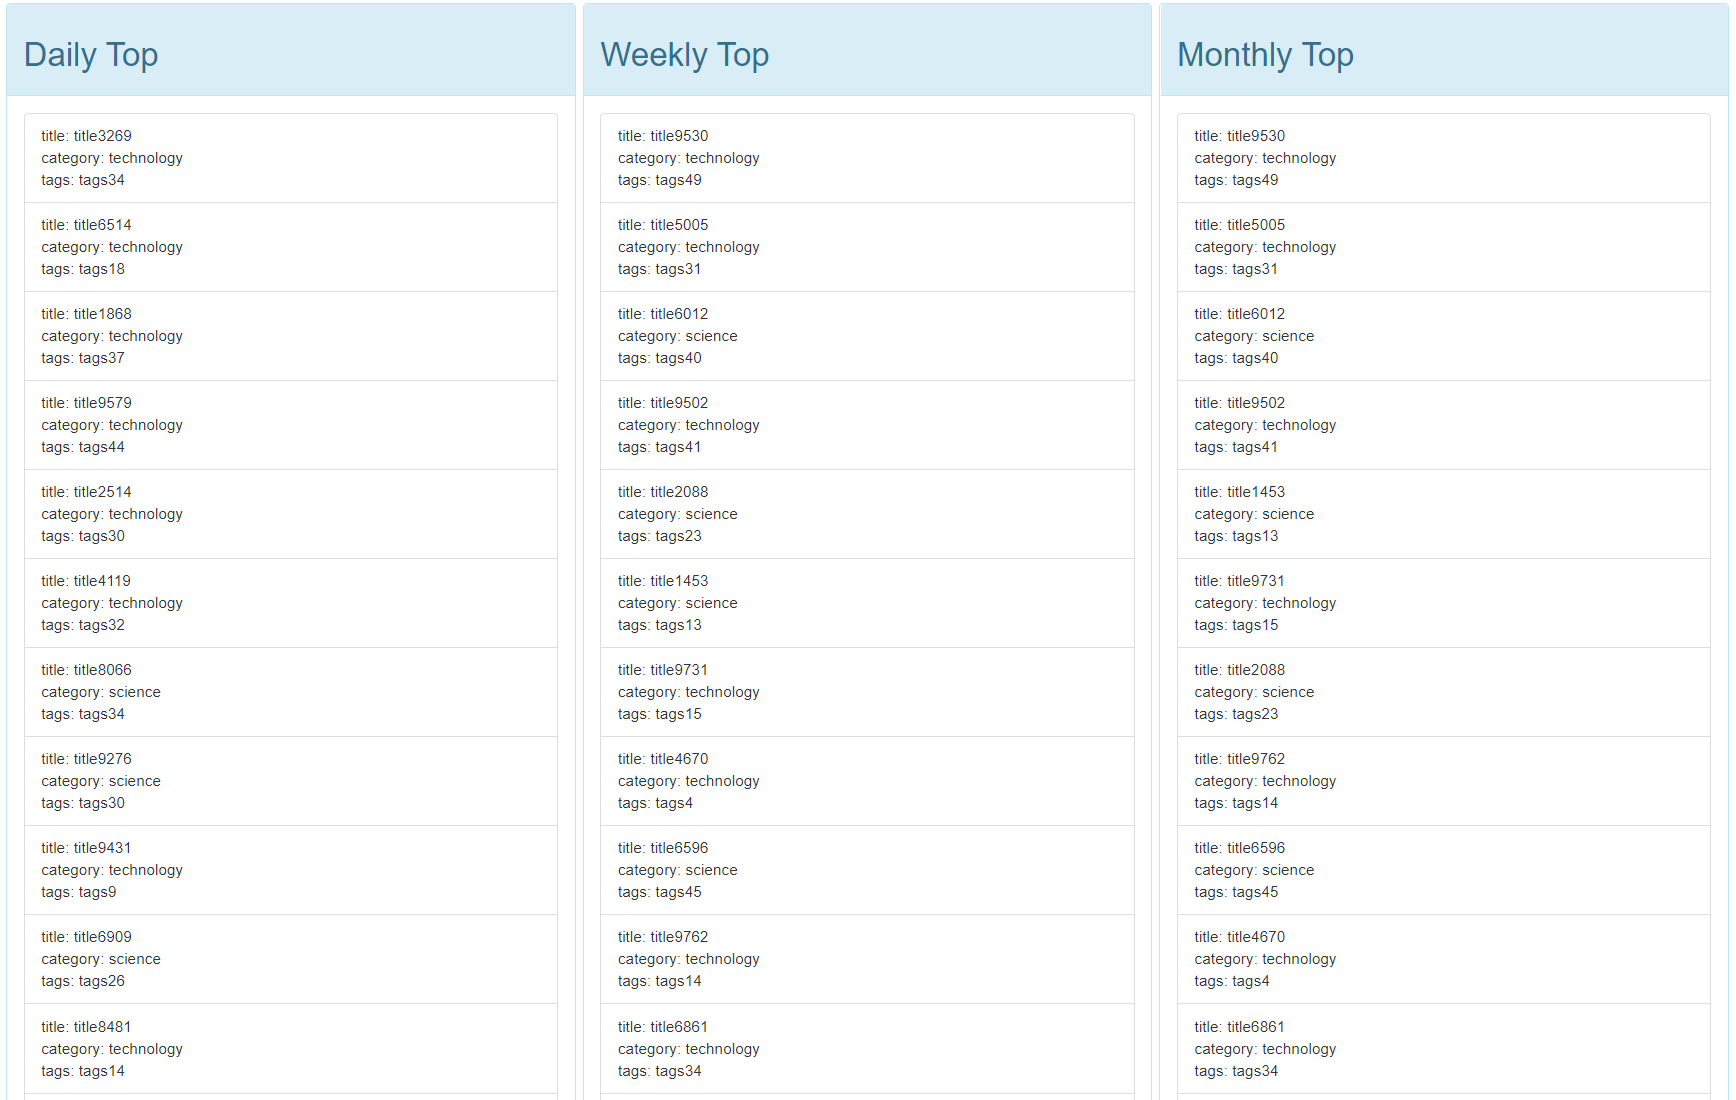 Daily Top
title: title3269
category: technology
tags: tags34
title: title6514
category: technology
tags: tags18
title: title1868
category: technology
tags: tags37
title: title9579
category: technology
tags: tags44
title: title2514
category: technology
tags: tags30
title: title4119
category: technology
tags: tags32
title: title8066
category: science
tags: tags34
title: title9276
category: science
tags: tags30
title: title9431
category: technology
tags: tags9
title: title6909
category: science
tags: tags26
title: title8481
category: technology
tags: tags14
Weekly Top
title: title9530
category: technology
tags: tags49
title: title5005
category: technology
tags: tags31
title: title6012
category: science
tags: tags40
title: title9502
category: technology
tags: tags41
title: title2088
category: science
tags: tags23
title: title1453
category: science
tags: tags13
title: title9731
category: technology
tags: tags15
title: title4670
category: technology
tags: tags4
title: title6596
category: science
tags: tags45
title: title9762
category: technology
tags: tags14
title: title6861
category: technology
tags: tags34
Monthly Top
title: title9530
category: technology
tags: tags49
title: title5005
category: technology
tags: tags31
title: title6012
category: science
tags: tags40
title: title9502
category: technology
tags: tags41
title: title1453
category: science
tags: tags13
title: title9731
category: technology
tags: tags15
title: title2088
category: science
tags: tags23
title: title9762
category: technology
tags: tags14
title: title6596
category: science
tags: tags45
title: title4670
category: technology
tags: tags4
title: title6861
category: technology
tags: tags34